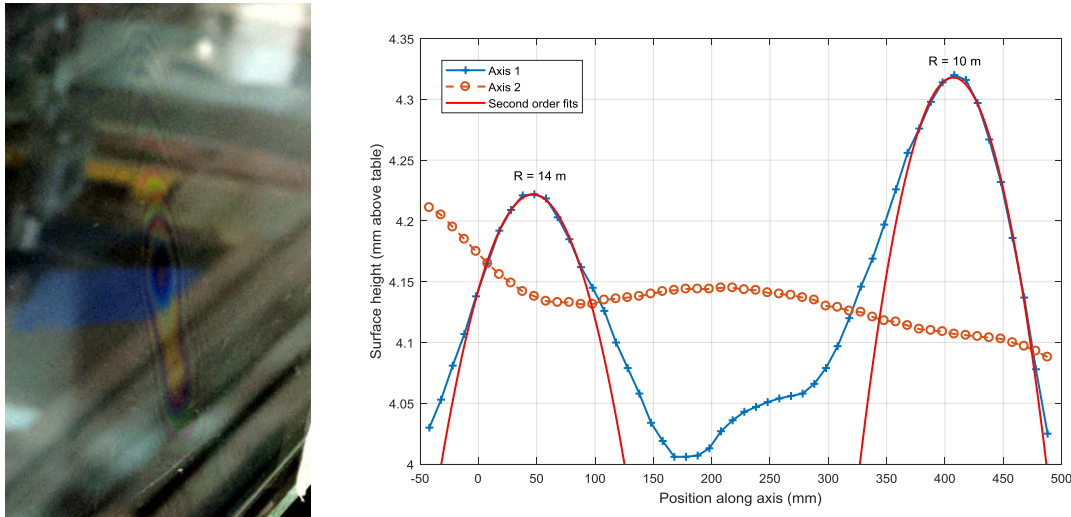 4.35
4.3
4.25
4.2
4.15
4.1
4.05
4
-50
0
50
100
150
200
250
300
350
400
450
500
Surface height (mm above table)
Position along axis (mm)
Axis 1
Axis 2
Second order fits
R = 14 m
R = 10 m